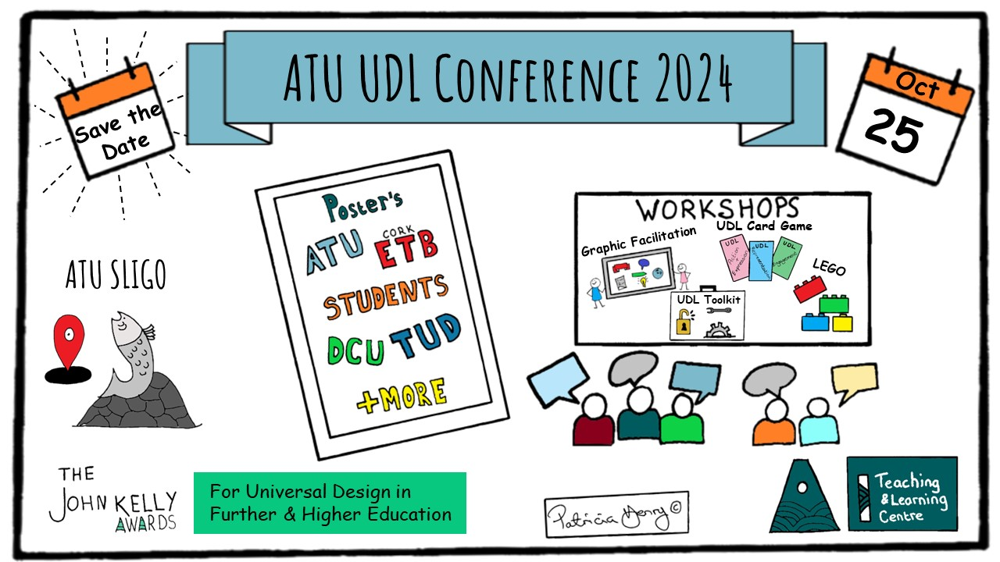 ATU UDL Conference 2024
Save the
Date
Oct
25
ATU SLIGO
Poster's
ATU CORK ETB
STUDENTS
DCU TUD
+MORE
WORKSHOPS
Graphic Facilitation
UDL Card Game
UDL
Action
+
Expression
UDL
Representation
UDL
Engagement
LEGO
UDL Toolkit
THE
JOHN KELLY
AWARDS
For Universal Design in
Further & Higher Education
Patricia Henry ©
Teaching
& Learning
Centre